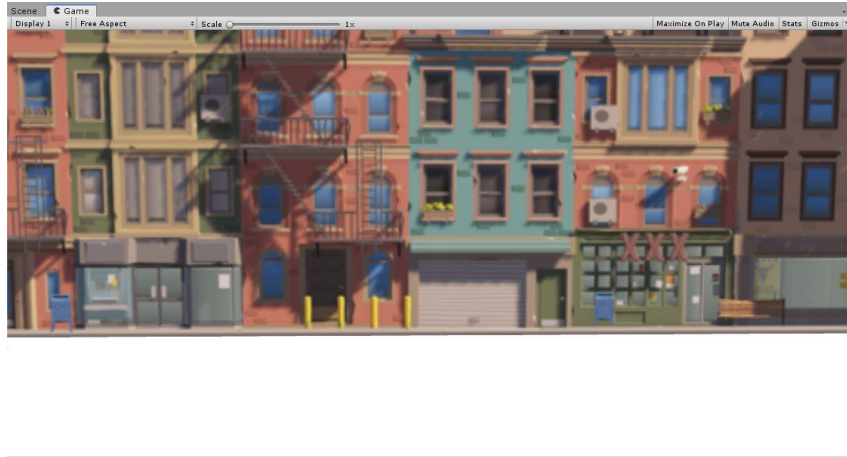 Scene Game
Display 1 Free Aspect Scale 1x Maximize On Play Mute Audio Stats Gizmos
XXX